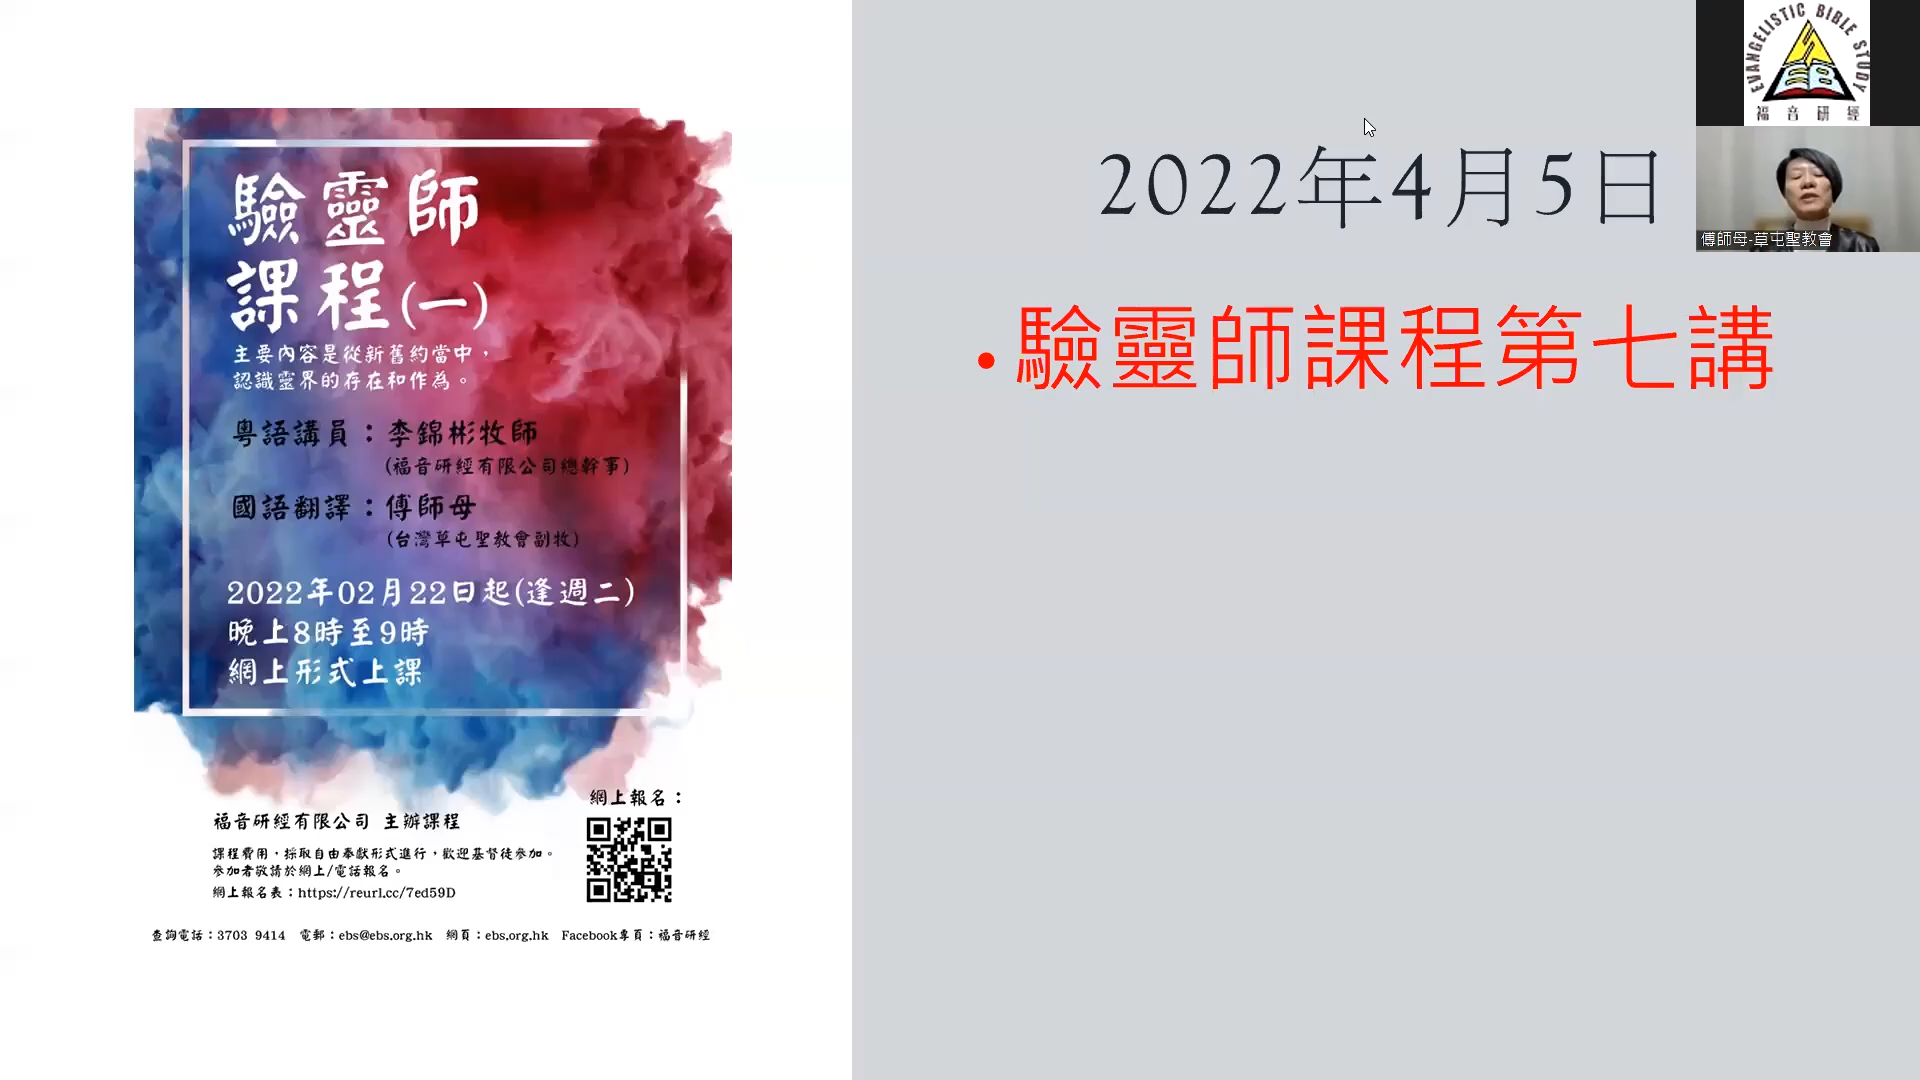 驗靈師
課程(一)
主要內容是從新舊約當中，
認識靈界的存在和作為。
粵語講員：李錦彬牧師
(福音研經有限公司總幹事)
國語翻譯：傅師母
(台灣草屯聖教會副牧)
2022年02月22日起(逢週二)
晚上8時至9時
網上形式上課
網上報名：
福音研經有限公司 主辦課程
課程費用，採取自由奉獻形式進行，歡迎基督徒參加。
參加者敬請於網上/電話報名。
網上報名表：https://reurl.cc/7ed59D
查詢電話：3703 9414 電郵：ebs@ebs.org.hk 網頁：ebs.org.hk Facebook專頁：福音研經
2022年4月5日
•驗靈師課程第七講
EVANGELISTIC BIBLE STUDY
EB
福音研經
傅師母-草屯聖教會